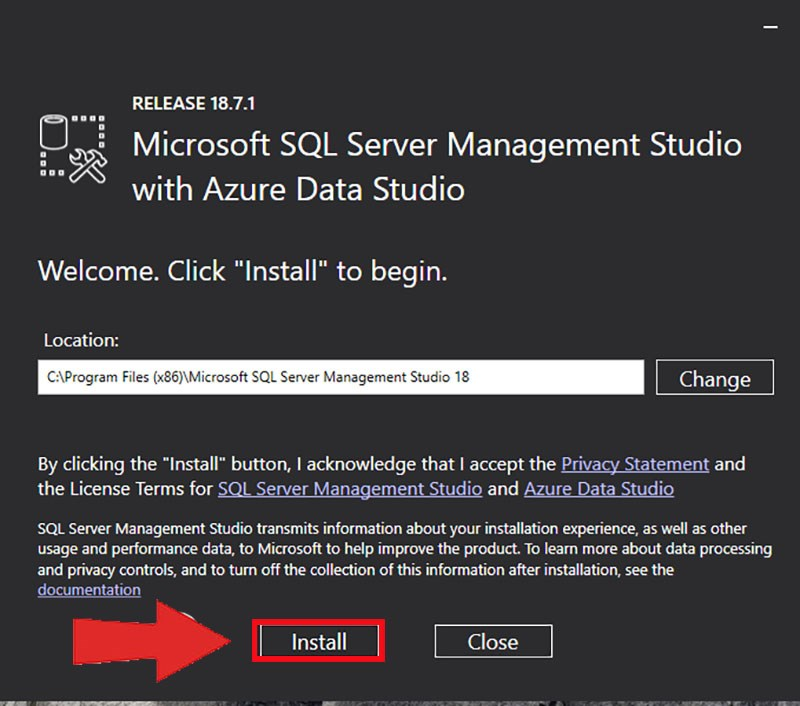 RELEASE 18.7.1
Microsoft SQL Server Management Studio
with Azure Data Studio
Welcome. Click "Install" to begin.
Location:
C:\Program Files (x86)\Microsoft SQL Server Management Studio 18
Change
By clicking the "Install" button, I acknowledge that I accept the Privacy Statement and
the License Terms for SQL Server Management Studio and Azure Data Studio
SQL Server Management Studio transmits information about your installation experience, as well as other
usage and performance data, to Microsoft to help improve the product. To learn more about data processing
and privacy controls, and to turn off the collection of this information after installation, see the
documentation
Install
Close